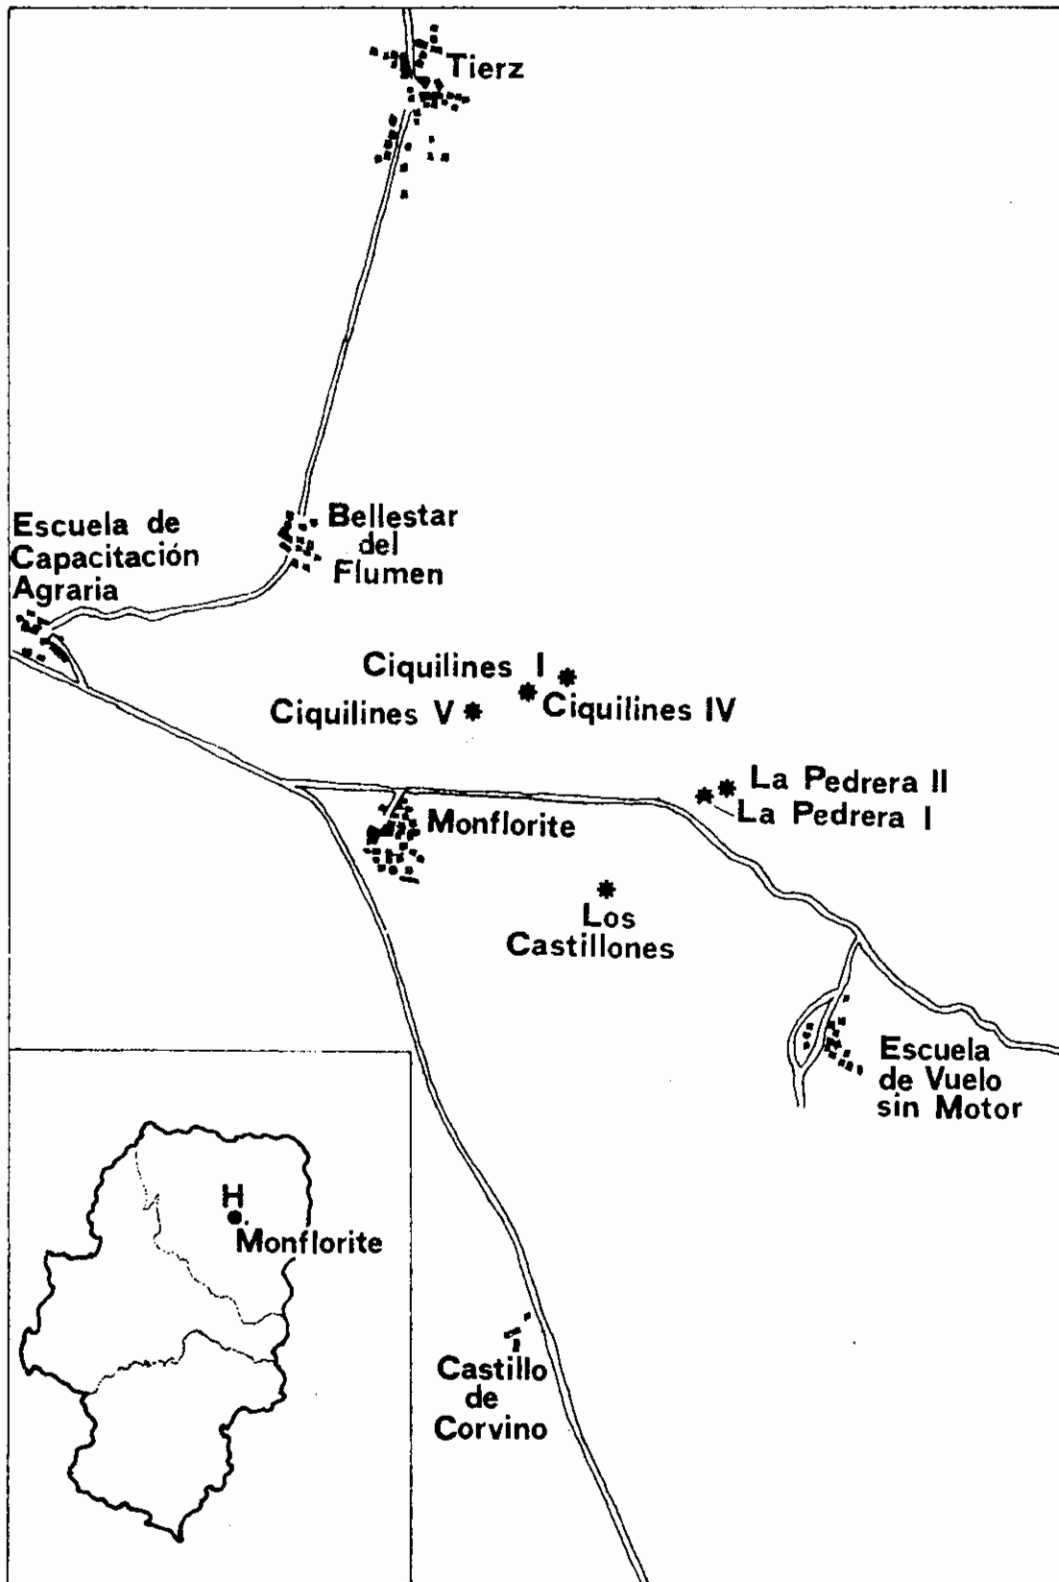 Tierz
Bellestar
del
Flumen
Escuela de
Capacitación
Agraria
Ciquilines I
Ciquilines IV
Ciquilines V
La Pedrera II
La Pedrera I
Monflorite
Los
Castillones
Escuela
de Vuelo
sin Motor
H
Monflorite
Castillo
de
Corvino